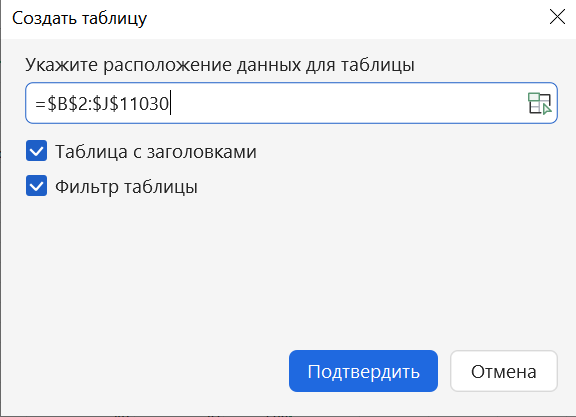 Создать таблицу
Укажите расположение данных для таблицы
=$B$2:$J$11030
Таблица с заголовками
Фильтр таблицы
Подтвердить
Отмена